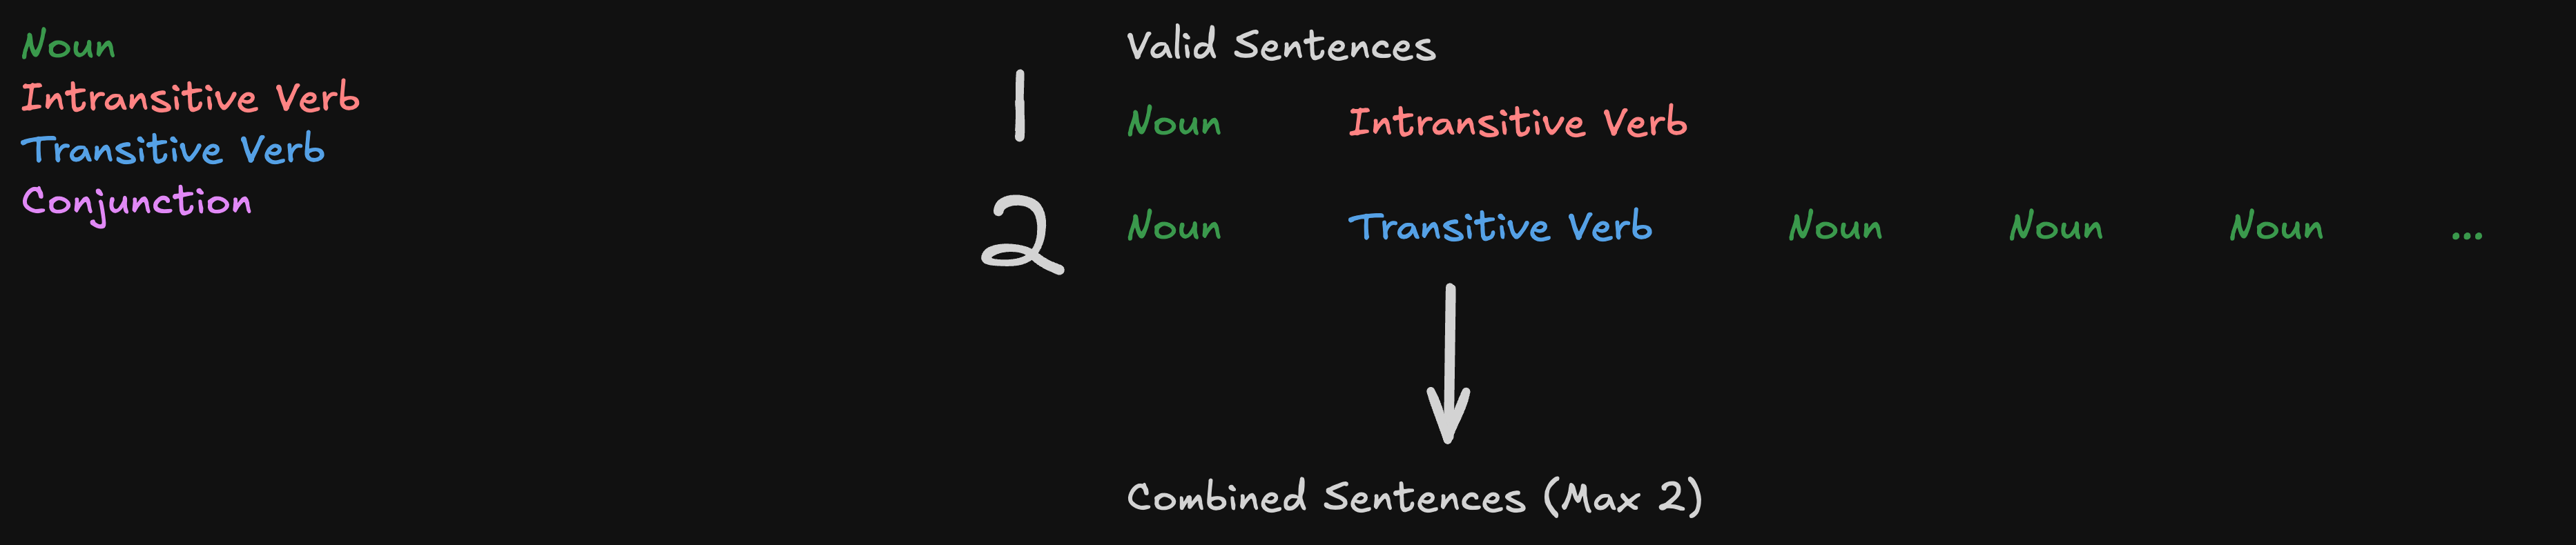 Noun
Intransitive Verb
Transitive Verb
Conjunction
Valid Sentences
1 Noun Intransitive Verb
2 Noun Transitive Verb Noun Noun Noun ...
Combined Sentences (Max 2)